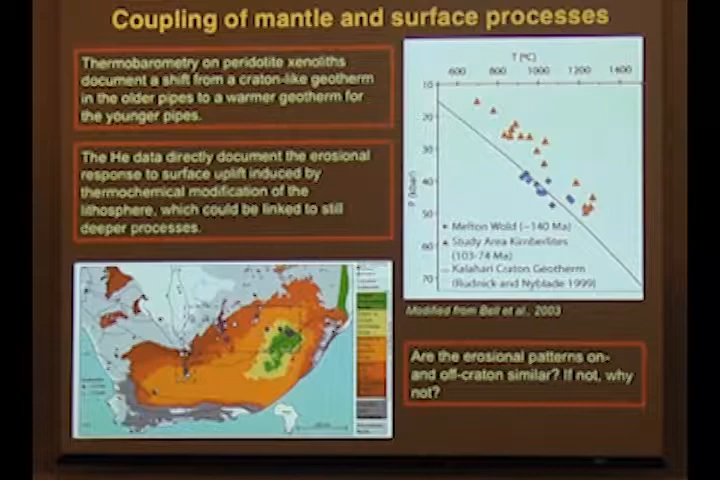 Coupling of mantle and surface processes
Thermobarometry on peridotite xenoliths
document a shift from a craton-like geotherm
in the older pipes to a warmer geotherm for
the younger pipes.
The He data directly document the erosional
response to surface uplift induced by
thermochemical modification of the
lithosphere, which could be linked to still
deeper processes.
T (ºC)
600 800 1000 1200 1400
10
20
30
40
50
60
70
P (kbar)
Melton Wold (~140 Ma)
Study Area Kimberlites
(103-74 Ma)
Kalahari Craton Geotherm
(Rudnick and Nyblade 1999)
Modified from Bell et al., 2003
Are the erosional patterns on-
and off-craton similar? If not, why
not?